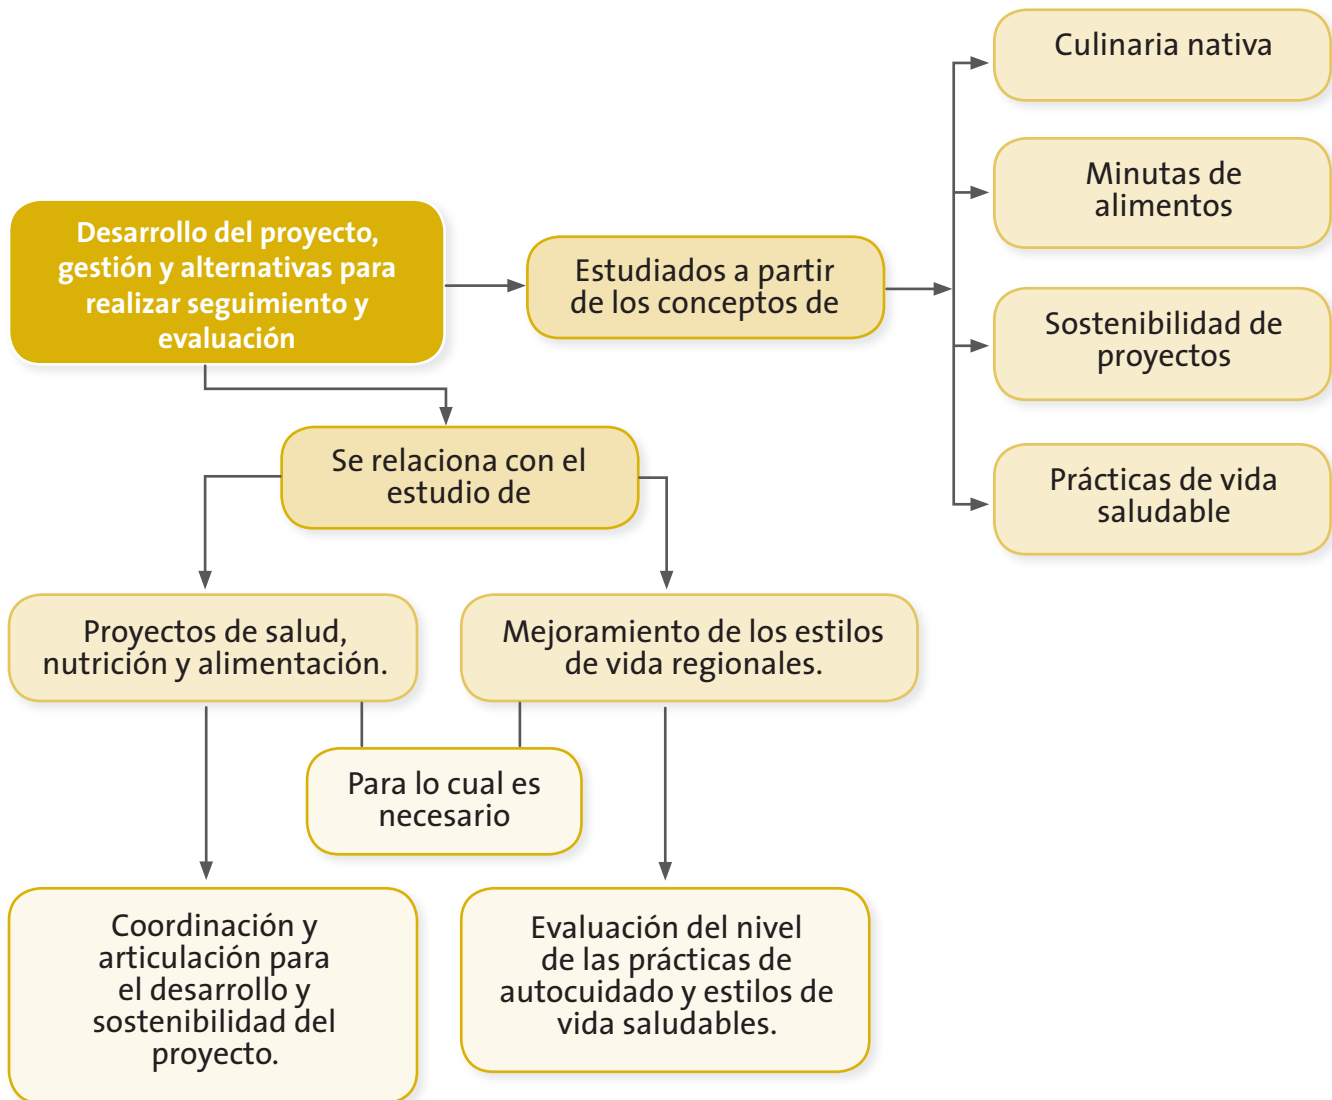 Desarrollo del proyecto,
gestión y alternativas para
realizar seguimiento y
evaluación
Estudiados a partir
de los conceptos de
Culinaria nativa
Minutas de
alimentos
Sostenibilidad de
proyectos
Prácticas de vida
saludable
Se relaciona con el
estudio de
Proyectos de salud,
nutrición y alimentación.
Mejoramiento de los estilos
de vida regionales.
Para lo cual es
necesario
Coordinación y
articulación para
el desarrollo y
sostenibilidad del
proyecto.
Evaluación del nivel
de las prácticas de
autocuidado y estilos de
vida saludables.